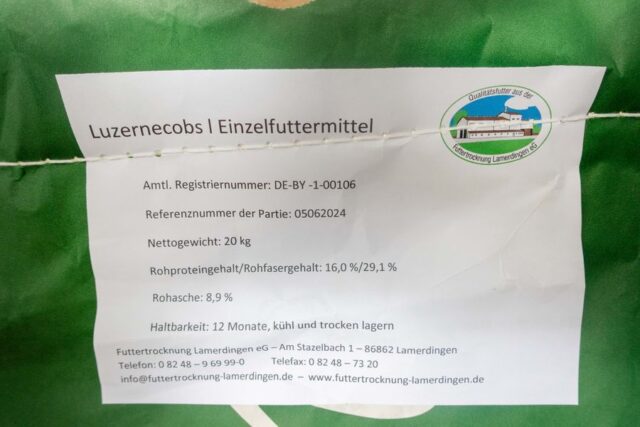 Luzernecobs l Einzelfuttermittel
Qualitätsfutter aus der
Futtertrocknung Lamerdingen eG
Amtl. Registriernummer: DE-BY -1-00106
Referenznummer der Partie: 05062024
Nettogewicht: 20 kg
Rohproteingehalt/Rohfasergehalt: 16,0 %/29,1 %
Rohasche: 8,9 %
Haltbarkeit: 12 Monate, kühl und trocken lagern
Futtertrocknung Lamerdingen eG – Am Stazelbach 1 – 86862 Lamerdingen
Telefon: 0 82 48 – 9 69 99-0 Telefax: 0 82 48 – 73 20
info@futtertrocknung-lamerdingen.de – www.futtertrocknung-lamerdingen.de